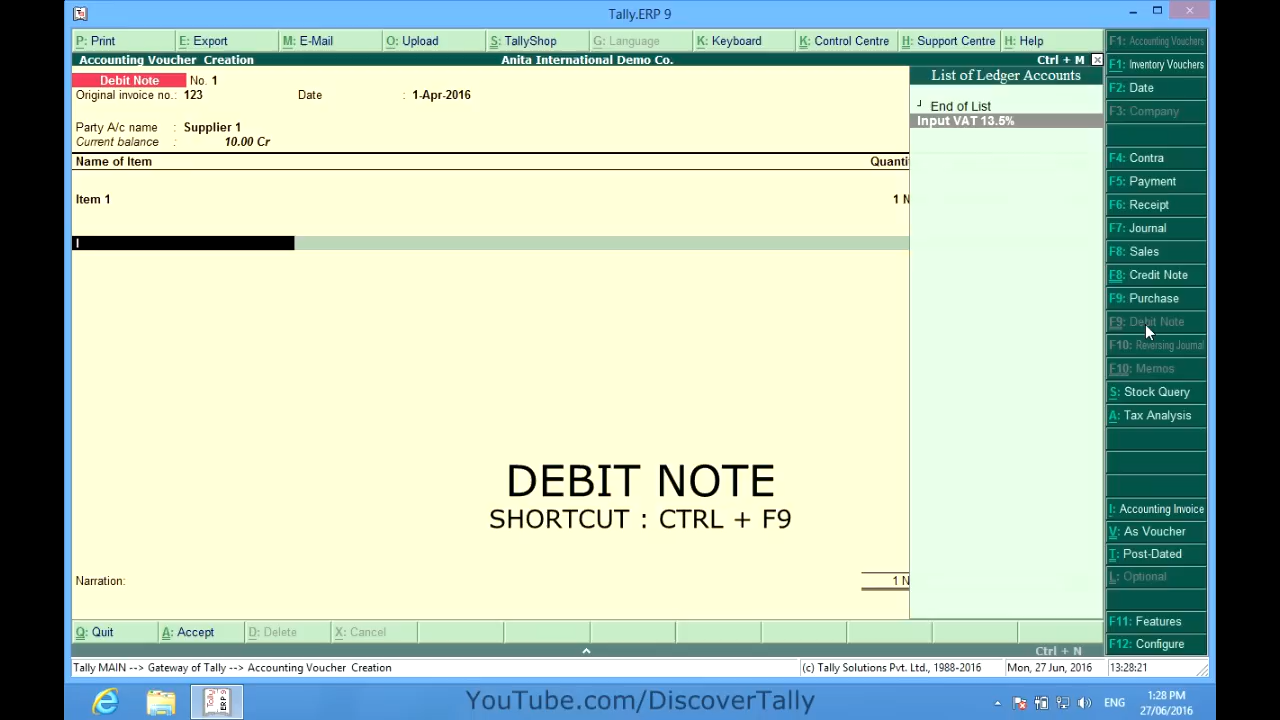 Tally.ERP 9
P: Print
E: Export
M: E-Mail
O: Upload
S: TallyShop
G: Language
K: Keyboard
K: Control Centre
H: Support Centre
H: Help
Accounting Voucher Creation
Anita International Demo Co.
Ctrl + M
Debit Note No. 1
Original invoice no.: 123 Date : 1-Apr-2016
Party A/c name : Supplier 1
Current balance : 10.00 Cr
Name of Item Quanti
Item 1 1 N
I
List of Ledger Accounts
End of List
Input VAT 13.5%
F1: Accounting Vouchers
F1: Inventory Vouchers
F2: Date
F3: Company
F4: Contra
F5: Payment
F6: Receipt
F7: Journal
F8: Sales
F8: Credit Note
F9: Purchase
F9: Debit Note
F10: Reversing Journal
F10: Memos
S: Stock Query
A: Tax Analysis
I: Accounting Invoice
V: As Voucher
T: Post-Dated
L: Optional
F11: Features
F12: Configure
DEBIT NOTE
SHORTCUT : CTRL + F9
Narration: 1 N
Q: Quit
A: Accept
D: Delete
X: Cancel
Ctrl + N
Tally MAIN --> Gateway of Tally --> Accounting Voucher Creation
(c) Tally Solutions Pvt. Ltd., 1988-2016
Mon, 27 Jun, 2016
13:28:21
YouTube.com/DiscoverTally
ENG
1:28 PM
27/06/2016